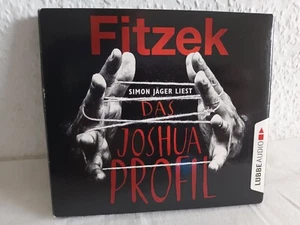 Fitzek
SIMON JÄGER LIEST
DAS
JOSHUA
PROFIL
LÜBBE AUDIO